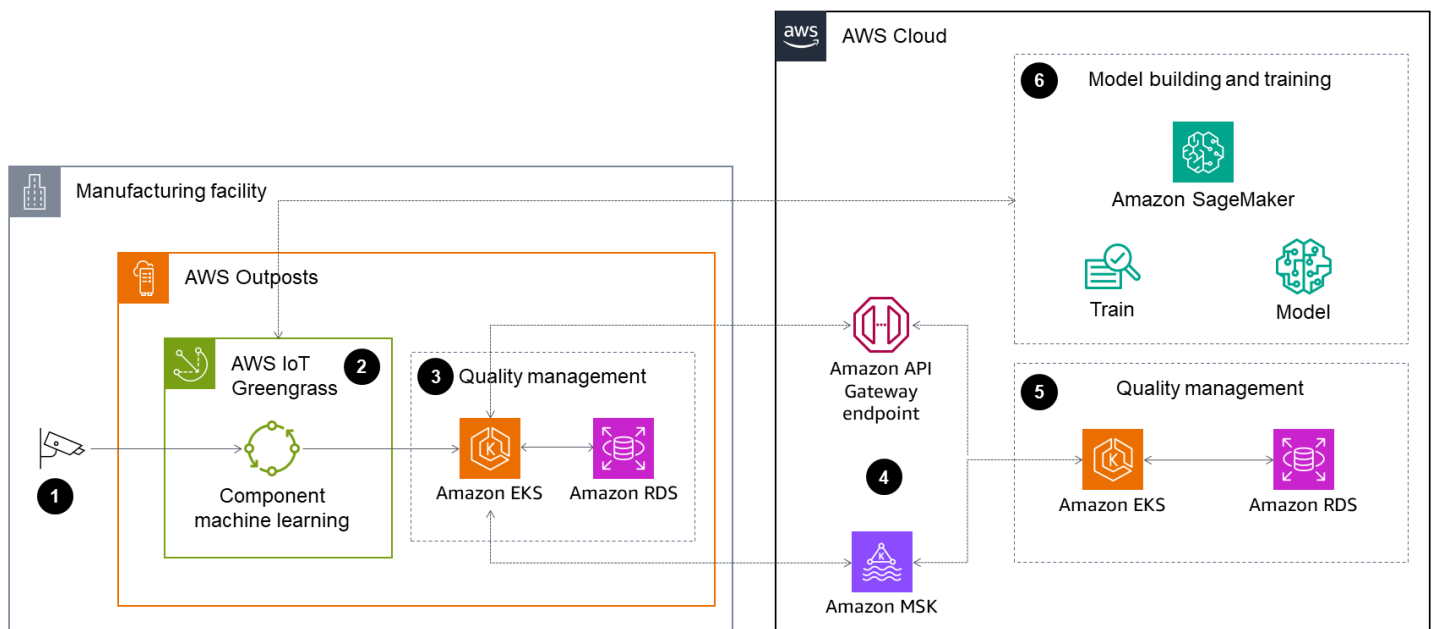 aws
AWS Cloud
6
Model building and training
Amazon SageMaker
Train
Model
Manufacturing facility
AWS Outposts
AWS IoT
Greengrass
2
Component
machine learning
1
3
Quality management
K
Amazon EKS
Amazon RDS
Amazon API
Gateway
endpoint
4
K
Amazon MSK
5
Quality management
K
Amazon EKS
Amazon RDS